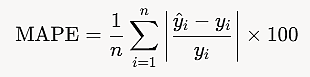 MAPE = \frac{1}{n} \sum_{i=1}^{n} \left| \frac{\hat{y}_i - y_i}{y_i} \right| \times 100